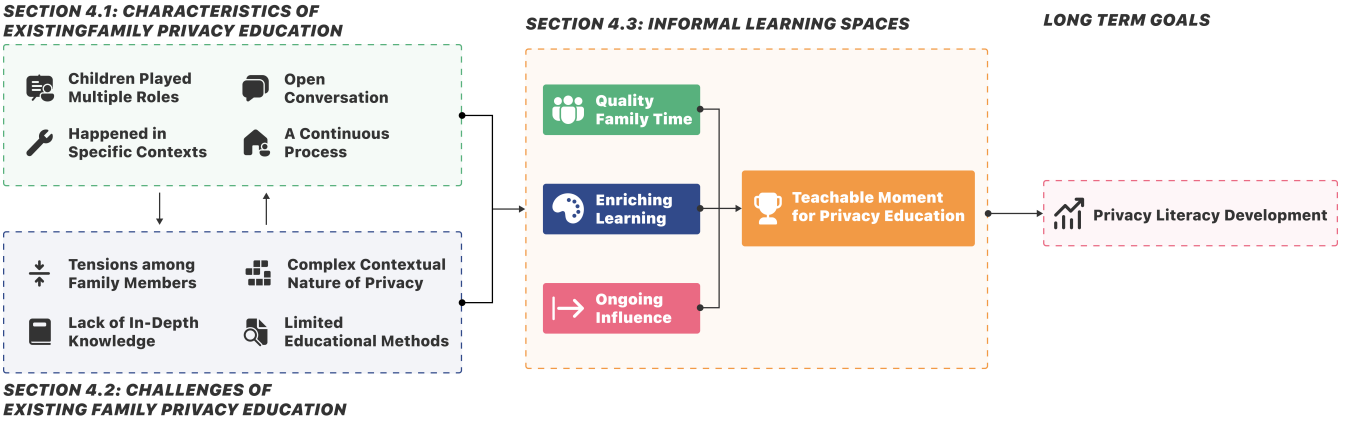 SECTION 4.1: CHARACTERISTICS OF
EXISTINGFAMILY PRIVACY EDUCATION
Children Played
Multiple Roles
Open
Conversation
Happened in
Specific Contexts
A Continuous
Process
Tensions among
Family Members
Complex Contextual
Nature of Privacy
Lack of In-Depth
Knowledge
Limited
Educational Methods
SECTION 4.2: CHALLENGES OF
EXISTING FAMILY PRIVACY EDUCATION
SECTION 4.3: INFORMAL LEARNING SPACES
Quality
Family Time
Enriching
Learning
Ongoing
Influence
Teachable Moment
for Privacy Education
LONG TERM GOALS
Privacy Literacy Development